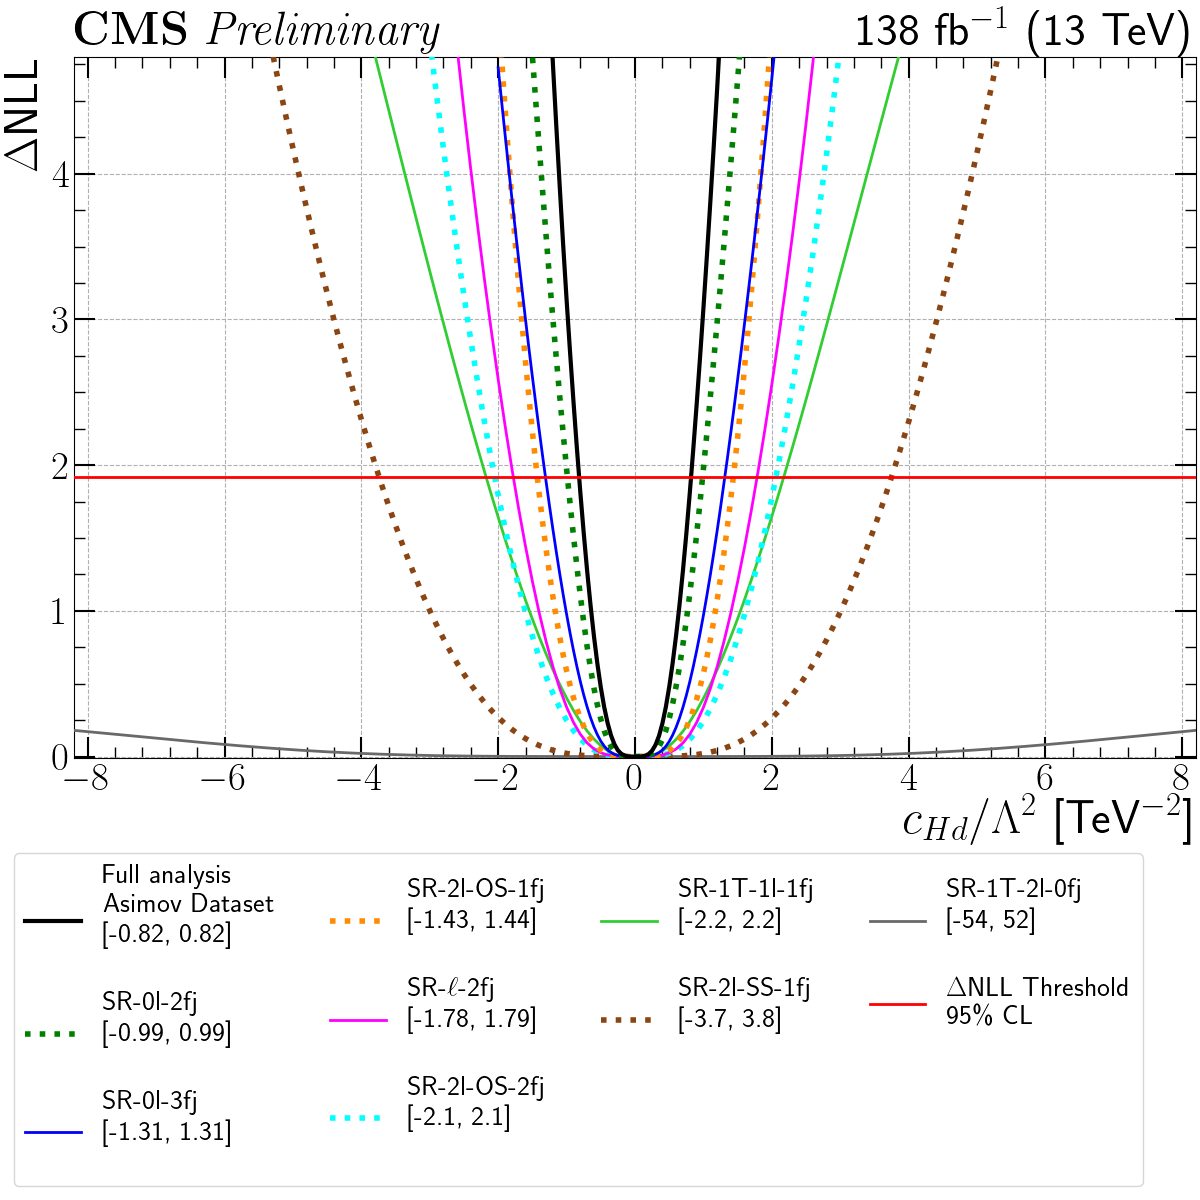 CMS Preliminary 138 fb⁻¹ (13 TeV)
ΔNLL
4
3
2
1
0
−8 −6 −4 −2 0 2 4 6 8
c_{Hd}/Λ² [TeV⁻²]
Full analysis
Asimov Dataset
[-0.82, 0.82]
SR-0l-2fj
[-0.99, 0.99]
SR-0l-3fj
[-1.31, 1.31]
SR-2l-OS-1fj
[-1.43, 1.44]
SR-ℓ-2fj
[-1.78, 1.79]
SR-2l-OS-2fj
[-2.1, 2.1]
SR-1T-1l-1fj
[-2.2, 2.2]
SR-2l-SS-1fj
[-3.7, 3.8]
SR-1T-2l-0fj
[-54, 52]
ΔNLL Threshold
95% CL